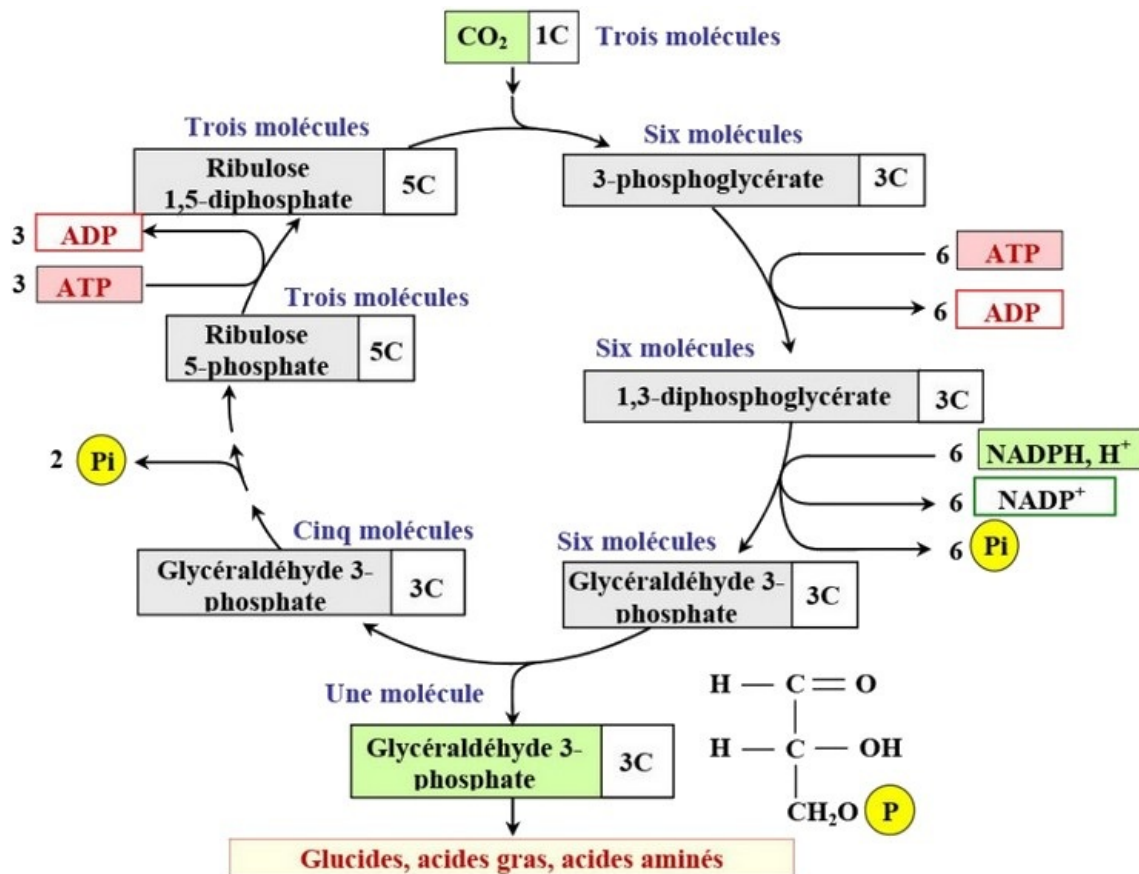 CO₂ 1C Trois molécules
Trois molécules
Ribulose
1,5-diphosphate
5C
Six molécules
3-phosphoglycérate 3C
3 ADP
3 ATP
6 ATP
6 ADP
Trois molécules
Ribulose
5-phosphate
5C
Six molécules
1,3-diphosphoglycérate 3C
2 Pi
6 NADPH, H⁺
6 NADP⁺
6 Pi
Cinq molécules
Glycéraldéhyde 3-
phosphate
3C
Six molécules
Glycéraldéhyde 3-
phosphate
3C
Une molécule
Glycéraldéhyde 3-
phosphate
3C
H — C = O
H — C — OH
CH₂O P
Glucides, acides gras, acides aminés